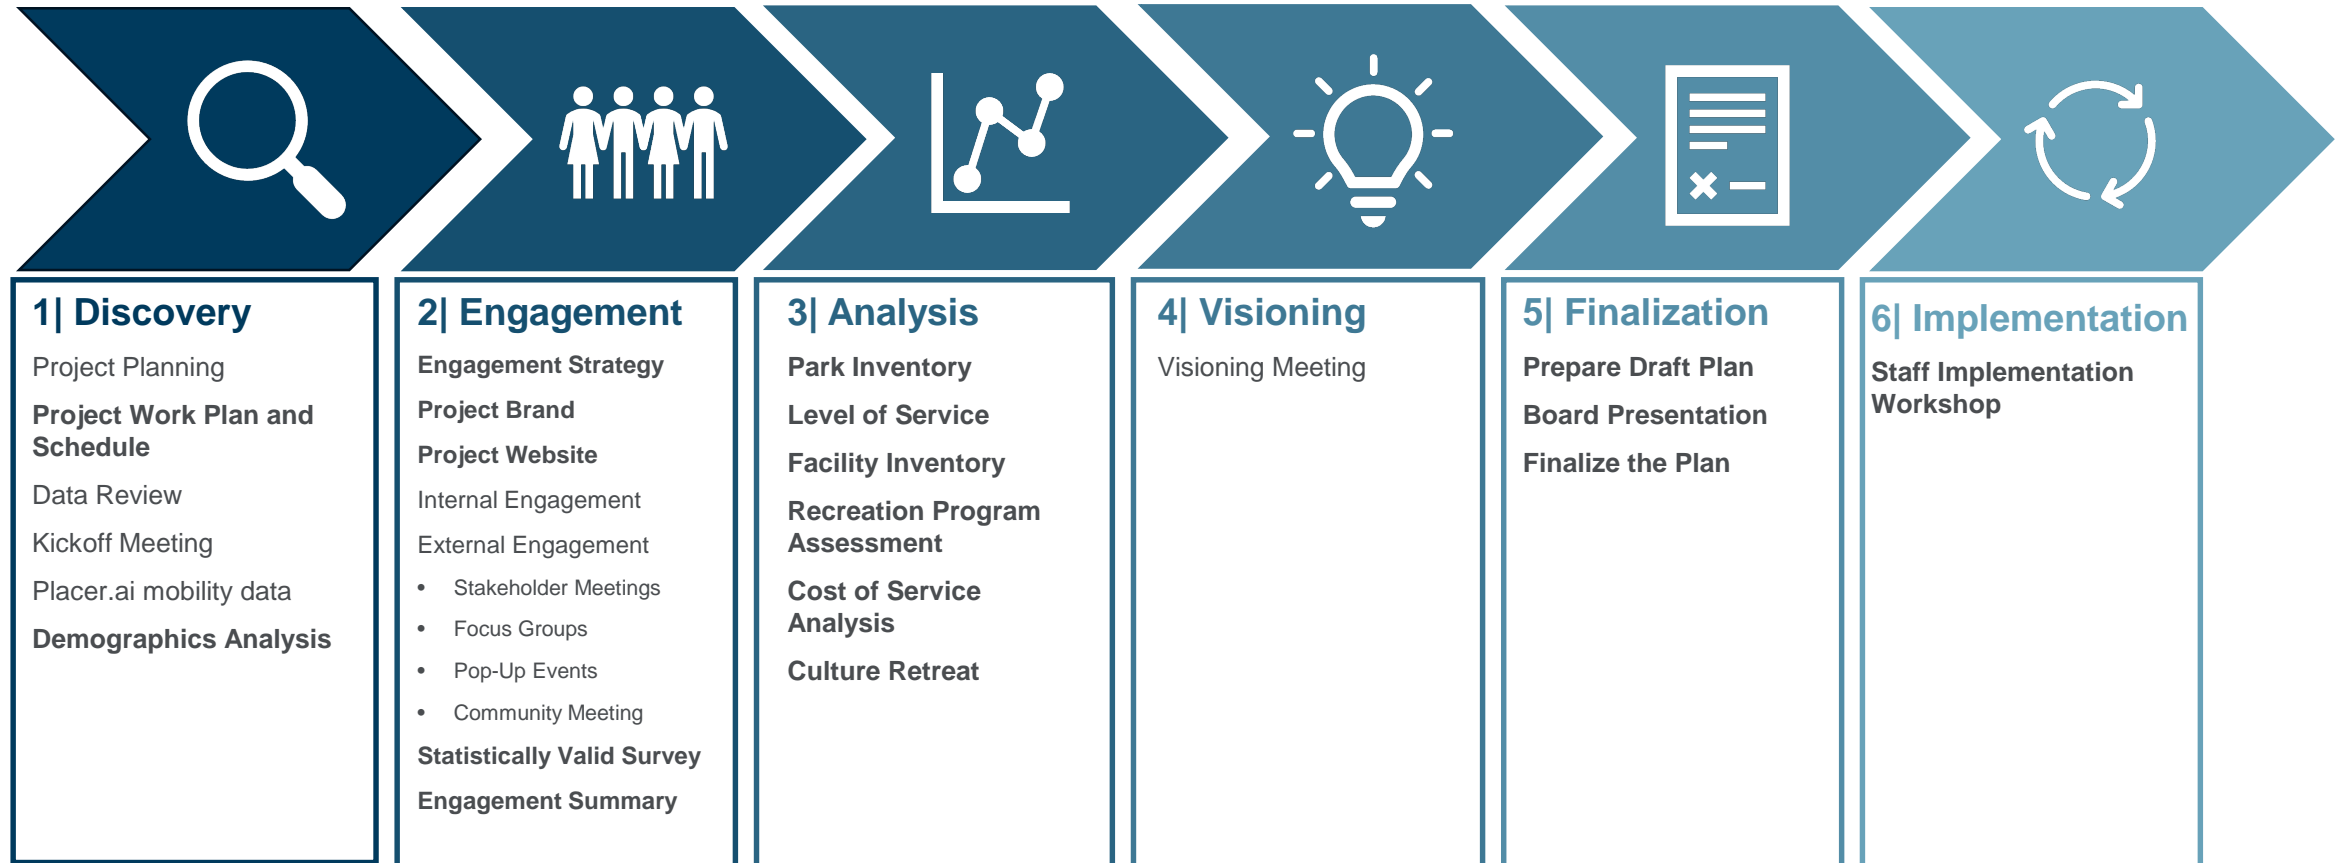 1| Discovery
Project Planning
Project Work Plan and
Schedule
Data Review
Kickoff Meeting
Placer.ai mobility data
Demographics Analysis
2| Engagement
Engagement Strategy
Project Brand
Project Website
Internal Engagement
External Engagement
• Stakeholder Meetings
• Focus Groups
• Pop-Up Events
• Community Meeting
Statistically Valid Survey
Engagement Summary
3| Analysis
Park Inventory
Level of Service
Facility Inventory
Recreation Program
Assessment
Cost of Service
Analysis
Culture Retreat
4| Visioning
Visioning Meeting
5| Finalization
Prepare Draft Plan
Board Presentation
Finalize the Plan
6| Implementation
Staff Implementation
Workshop